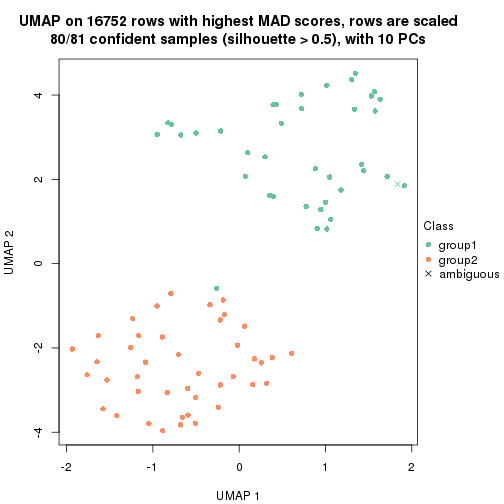 UMAP on 16752 rows with highest MAD scores, rows are scaled
80/81 confident samples (silhouette > 0.5), with 10 PCs
4
2
0
-2
-4
UMAP 2
-2
-1
0
1
2
UMAP 1
Class
group1
group2
ambiguous